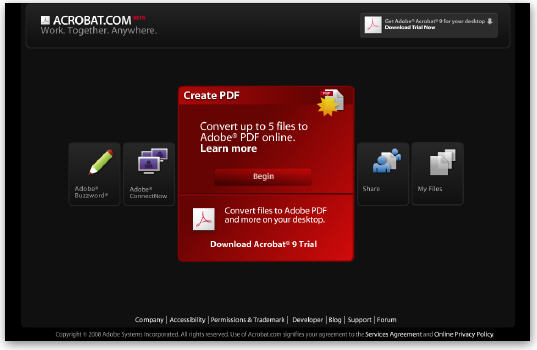 ACROBAT.COM BETA
Work. Together. Anywhere.
Get Adobe® Acrobat® 9 for your desktop
Download Trial Now
Create PDF
PDF
Convert up to 5 files to
Adobe® PDF online.
Learn more
Begin
Adobe®
Buzzword®
Adobe®
ConnectNow
Share
My Files
Convert files to Adobe PDF
and more on your desktop.
Download Acrobat® 9 Trial
Company | Accessibility | Permissions & Trademark | Developer | Blog | Support | Forum
Copyright © 2008 Adobe Systems Incorporated. All rights reserved. Use of Acrobat.com signifies your agreement to the Services Agreement and Online Privacy Policy.